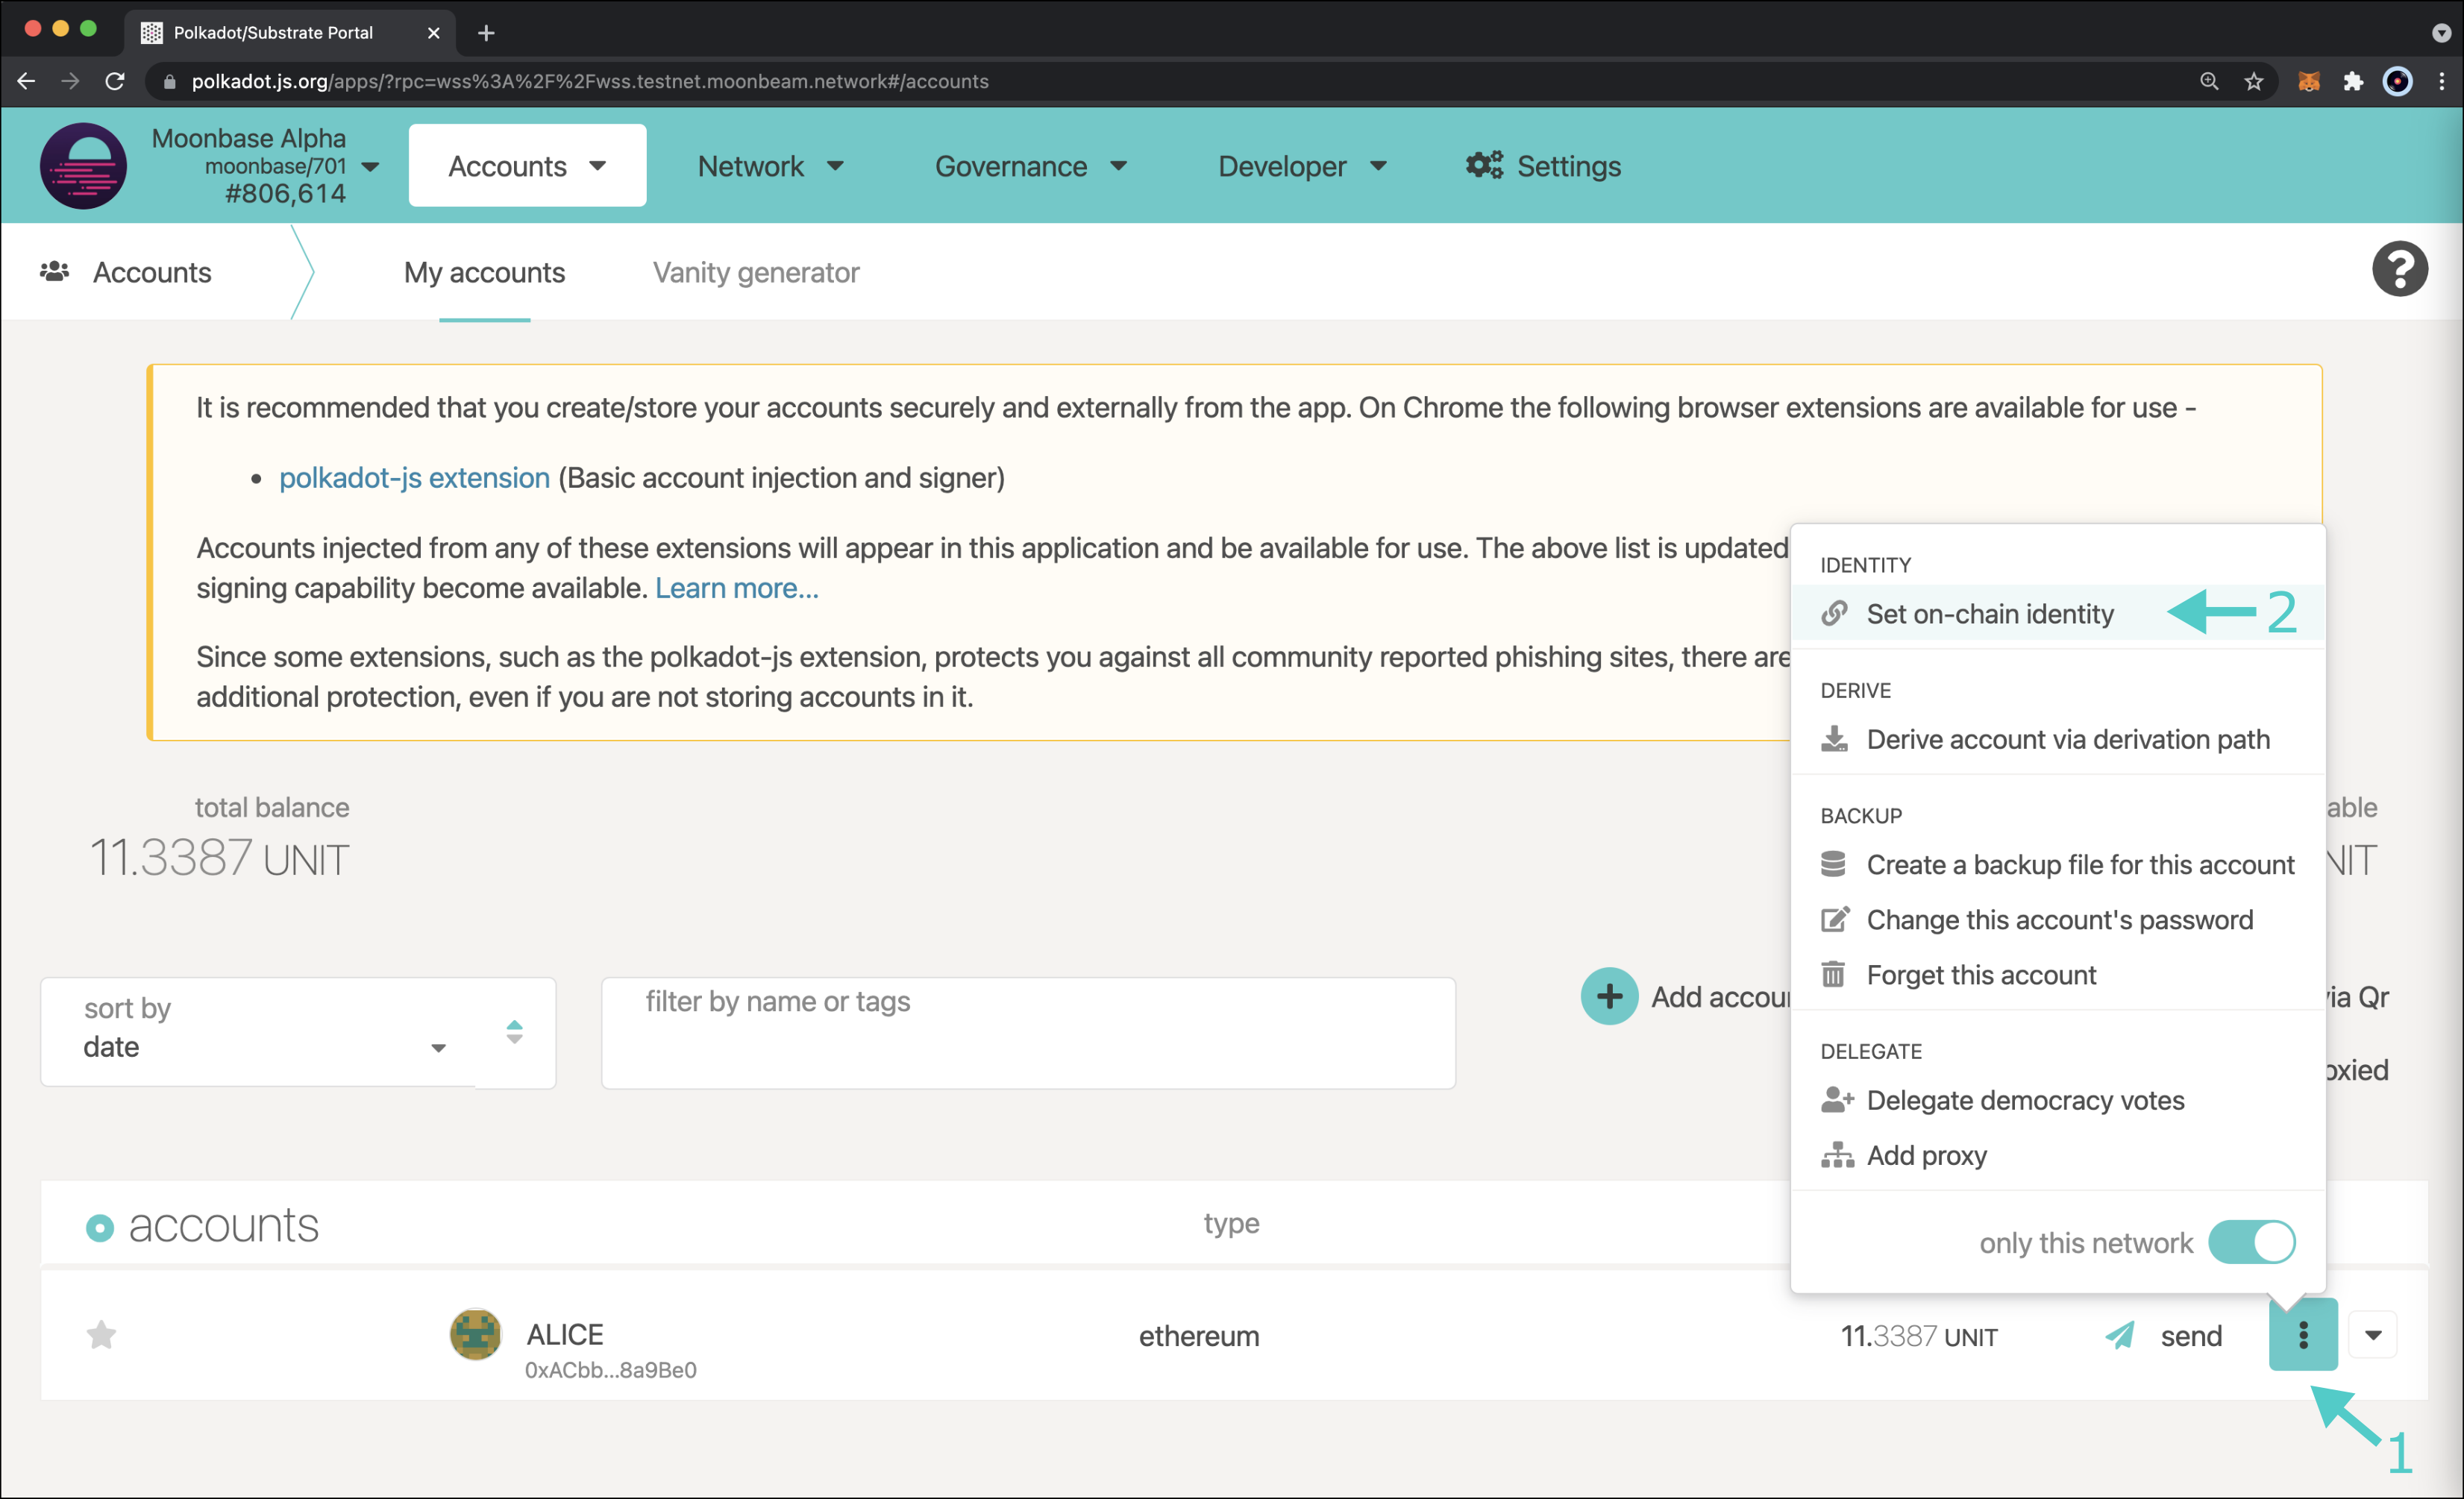 Polkadot/Substrate Portal
polkadot.js.org/apps/?rpc=wss%3A%2F%2Fwss.testnet.moonbeam.network#/accounts
Moonbase Alpha
moonbase/701
#806,614
Accounts
Network
Governance
Developer
Settings
Accounts
My accounts
Vanity generator
It is recommended that you create/store your accounts securely and externally from the app. On Chrome the following browser extensions are available for use -
• polkadot-js extension (Basic account injection and signer)
Accounts injected from any of these extensions will appear in this application and be available for use. The above list is updated
signing capability become available. Learn more...
Since some extensions, such as the polkadot-js extension, protects you against all community reported phishing sites, there are
additional protection, even if you are not storing accounts in it.
IDENTITY
Set on-chain identity
2
DERIVE
Derive account via derivation path
BACKUP
Create a backup file for this account
Change this account's password
Forget this account
DELEGATE
Delegate democracy votes
Add proxy
only this network
total balance
11.3387 UNIT
sort by
date
filter by name or tags
Add
via Qr
accounts
type
ALICE
0xACbb...8a9Be0
ethereum
11.3387 UNIT
send
1